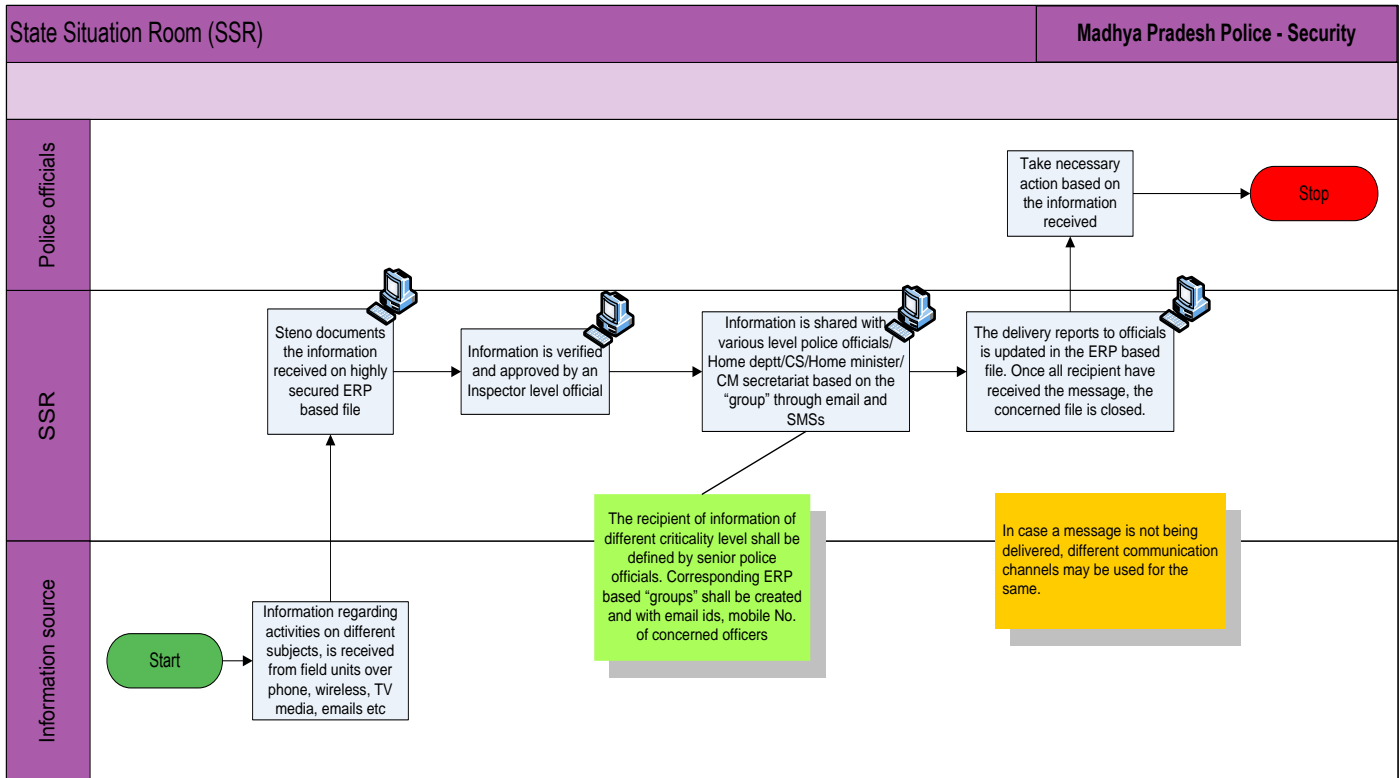 State Situation Room (SSR)
Madhya Pradesh Police - Security
Police officials
Take necessary
action based on
the information
received
Stop
SSR
Steno documents
the information
received on highly
secured ERP
based file
Information is verified
and approved by an
Inspector level official
Information is shared with
various level police officials/
Home deptt/CS/Home minister/
CM secretariat based on the
“group” through email and
SMSs
The delivery reports to officials
is updated in the ERP based
file. Once all recipient have
received the message, the
concerned file is closed.
The recipient of information of
different criticality level shall be
defined by senior police
officials. Corresponding ERP
based “groups” shall be created
and with email ids, mobile No.
of concerned officers
In case a message is not being
delivered, different communication
channels may be used for the
same.
Information source
Start
Information regarding
activities on different
subjects, is received
from field units over
phone, wireless, TV
media, emails etc